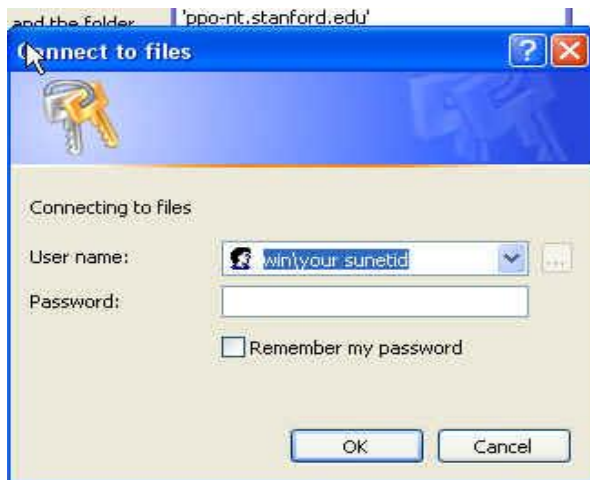 and the folder
'ppo-nt.stanford.edu'
Connect to files
Connecting to files
User name:
win\your sunetid
...
Password:
Remember my password
OK
Cancel